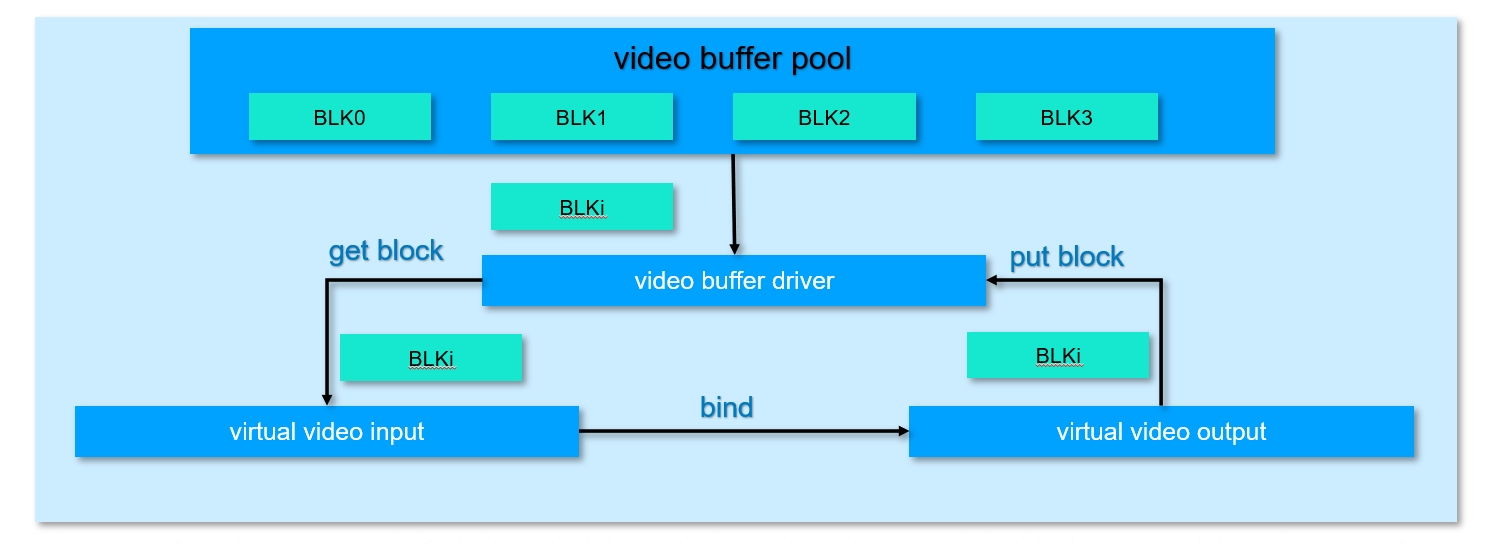 video buffer pool
BLK0
BLK1
BLK2
BLK3
BLKi
get block
put block
video buffer driver
BLKi
BLKi
bind
virtual video input
virtual video output